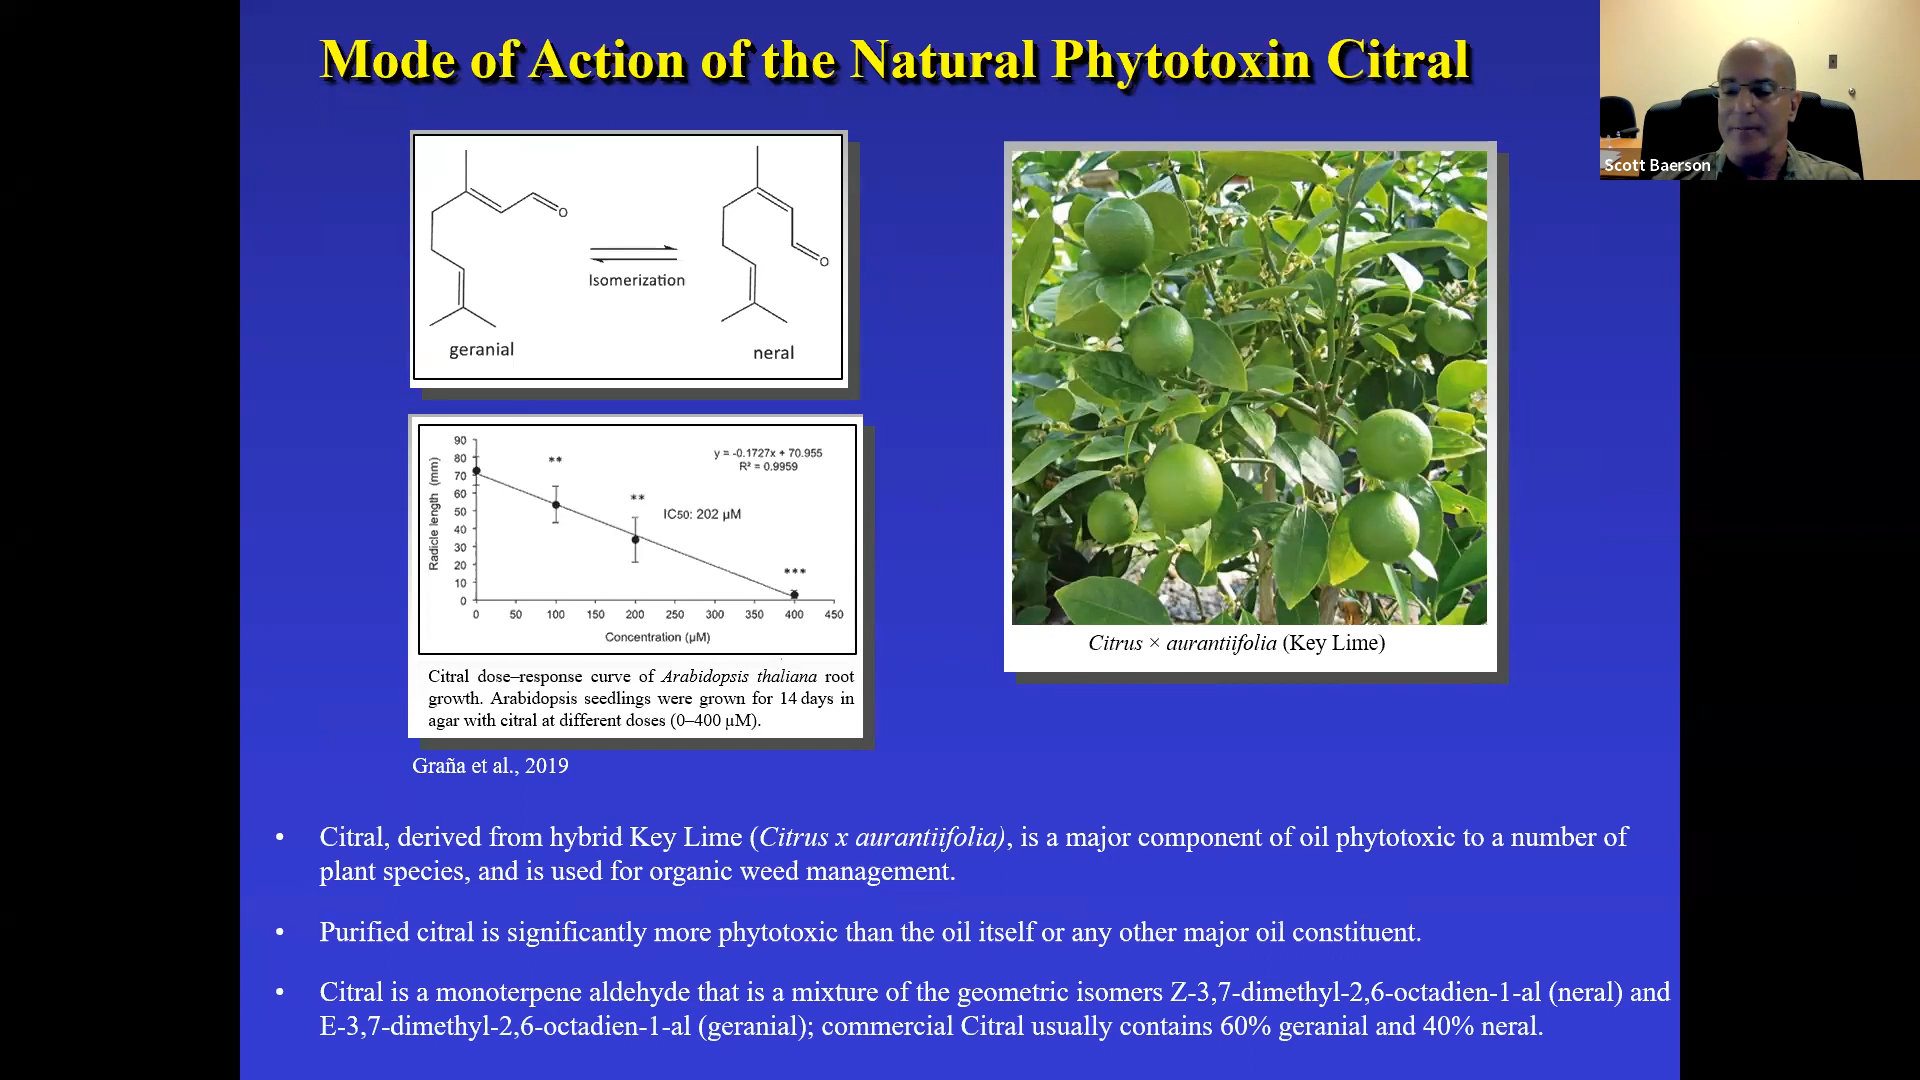 Mode of Action of the Natural Phytotoxin Citral
Scott Baerson
O
O
Isomerization
geranial
neral
90
80
70
60
50
40
30
20
10
0
Radicle length (mm)
**
**
***
y = -0.1727x + 70.955
R² = 0.9959
IC50: 202 µM
0 50 100 150 200 250 300 350 400 450
Concentration (µM)
Citral dose–response curve of Arabidopsis thaliana root
growth. Arabidopsis seedlings were grown for 14 days in
agar with citral at different doses (0–400 µM).
Graña et al., 2019
Citrus × aurantiifolia (Key Lime)
• Citral, derived from hybrid Key Lime (Citrus x aurantiifolia), is a major component of oil phytotoxic to a number of
plant species, and is used for organic weed management.
• Purified citral is significantly more phytotoxic than the oil itself or any other major oil constituent.
• Citral is a monoterpene aldehyde that is a mixture of the geometric isomers Z-3,7-dimethyl-2,6-octadien-1-al (neral) and
E-3,7-dimethyl-2,6-octadien-1-al (geranial); commercial Citral usually contains 60% geranial and 40% neral.